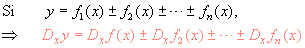 Si y = f₁(x) ± f₂(x) ± ··· ± fₙ(x),
⇒ Dₓy = Dₓf(x) ± Dₓf₂(x) ± ··· ± Dₓfₙ(x)